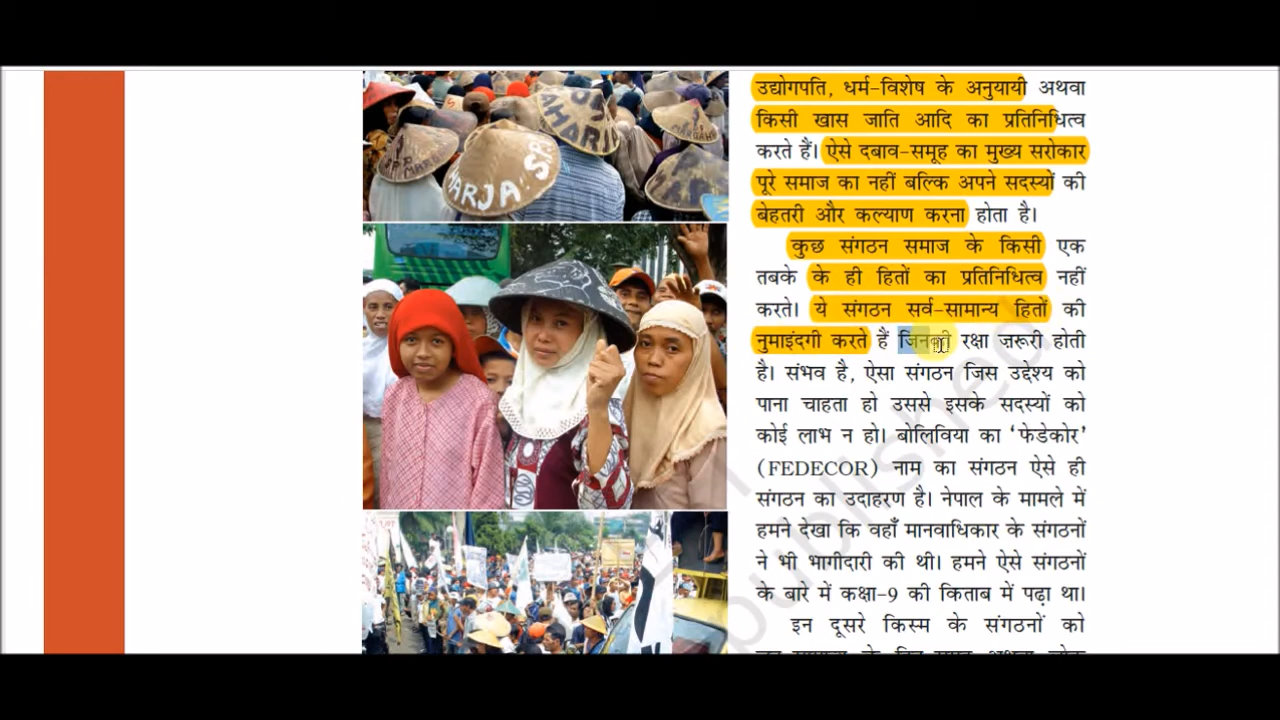 उद्योगपति, धर्म-विशेष के अनुयायी अथवा
किसी खास जाति आदि का प्रतिनिधित्व
करते हैं। ऐसे दबाव-समूह का मुख्य सरोकार
पूरे समाज का नहीं बल्कि अपने सदस्यों की
बेहतरी और कल्याण करना होता है।
कुछ संगठन समाज के किसी एक
तबके के ही हितों का प्रतिनिधित्व नहीं
करते। ये संगठन सर्व-सामान्य हितों की
नुमाइंदगी करते हैं जिनकी रक्षा जरूरी होती
है। संभव है, ऐसा संगठन जिस उद्देश्य को
पाना चाहता हो उससे इसके सदस्यों को
कोई लाभ न हो। बोलिविया का ‘फेडेकोर’
(FEDECOR) नाम का संगठन ऐसे ही
संगठन का उदाहरण है। नेपाल के मामले में
हमने देखा कि वहाँ मानवाधिकार के संगठनों
ने भी भागीदारी की थी। हमने ऐसे संगठनों
के बारे में कक्षा-9 की किताब में पढ़ा था।
इन दूसरे किस्म के संगठनों को
published